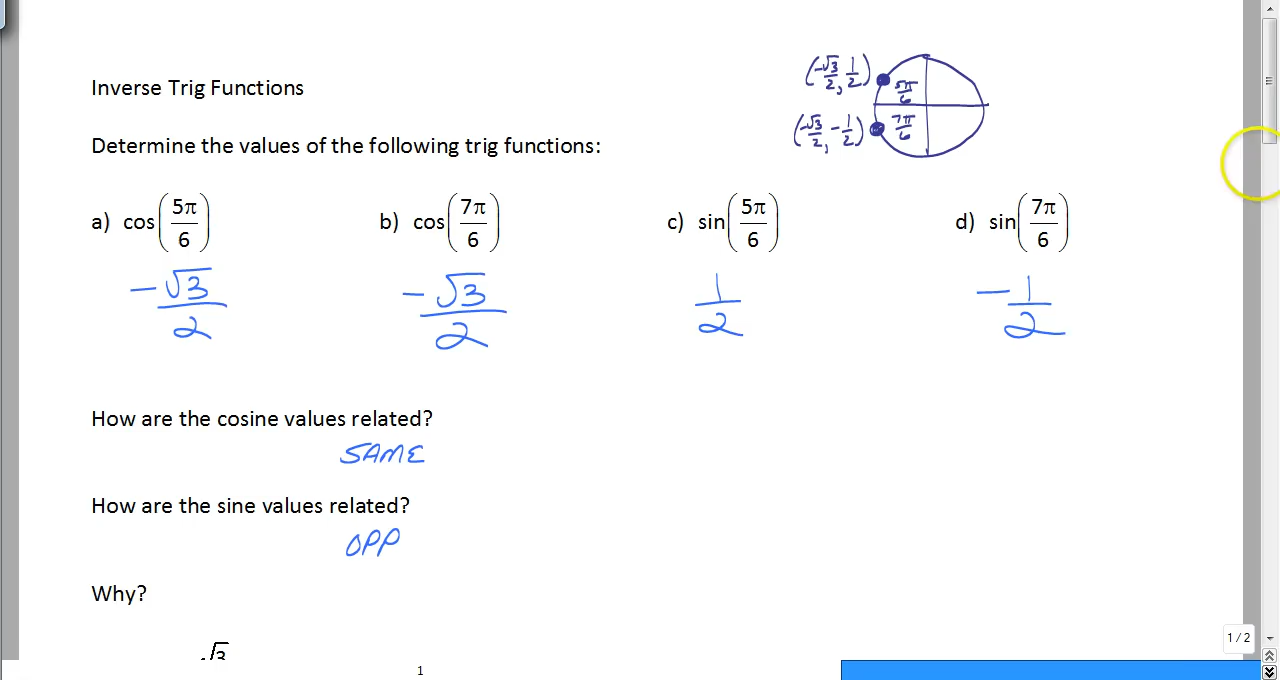 Inverse Trig Functions
(-√3/2, 1/2)
5π/6
(-√3/2, -1/2)
7π/6
Determine the values of the following trig functions:
a) cos(5π/6) b) cos(7π/6) c) sin(5π/6) d) sin(7π/6)
-√3/2 -√3/2 1/2 -1/2
How are the cosine values related?
SAME
How are the sine values related?
OPP
Why?
√3
1 / 2
1